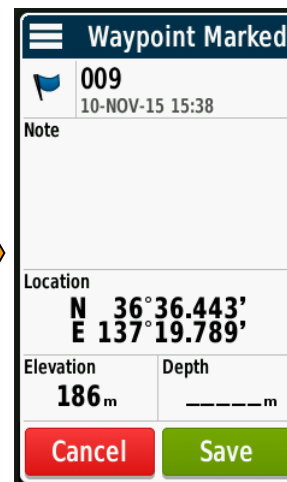 Waypoint Marked
009
10-NOV-15 15:38
Note
Location
N 36°36.443'
E 137°19.789'
Elevation Depth
186m _____m
Cancel Save